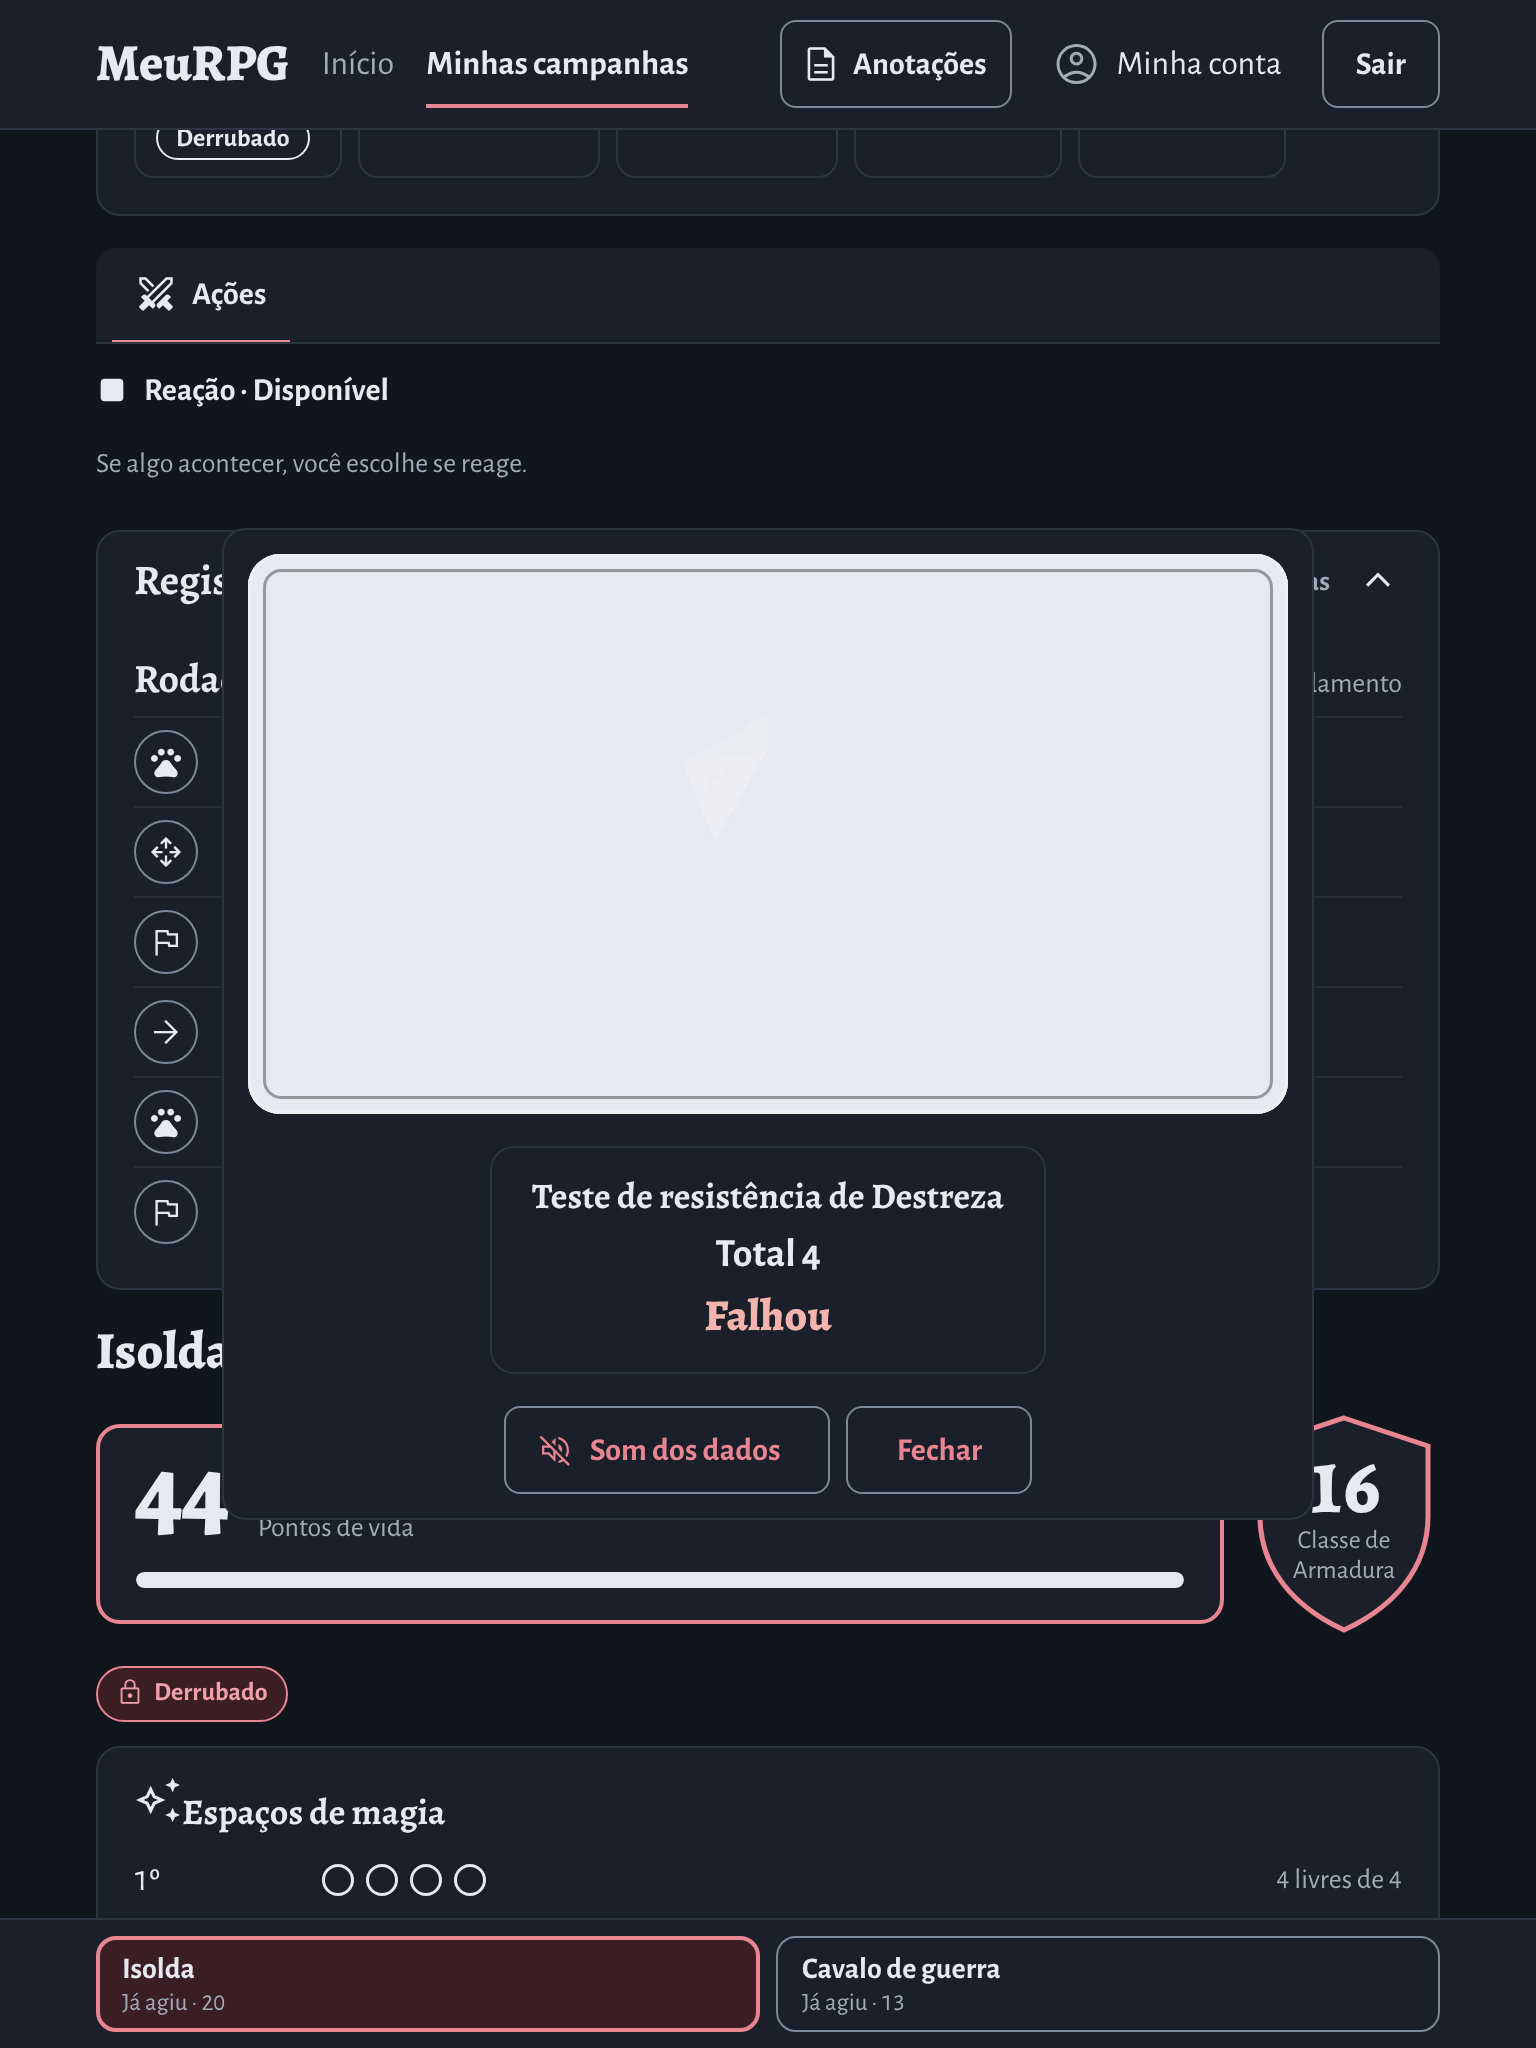 MeuRPG Início Minhas campanhas Anotações Minha conta Sair
Derrubado
Ações
Reação · Disponível
Se algo acontecer, você escolhe se reage.
Teste de resistência de Destreza
Total 4
Falhou
Som dos dados Fechar
Isolda
44 Pontos de vida
16
Classe de
Armadura
Derrubado
Espaços de magia
1º 4 livres de 4
Isolda
Já agiu · 20
Cavalo de guerra
Já agiu · 13